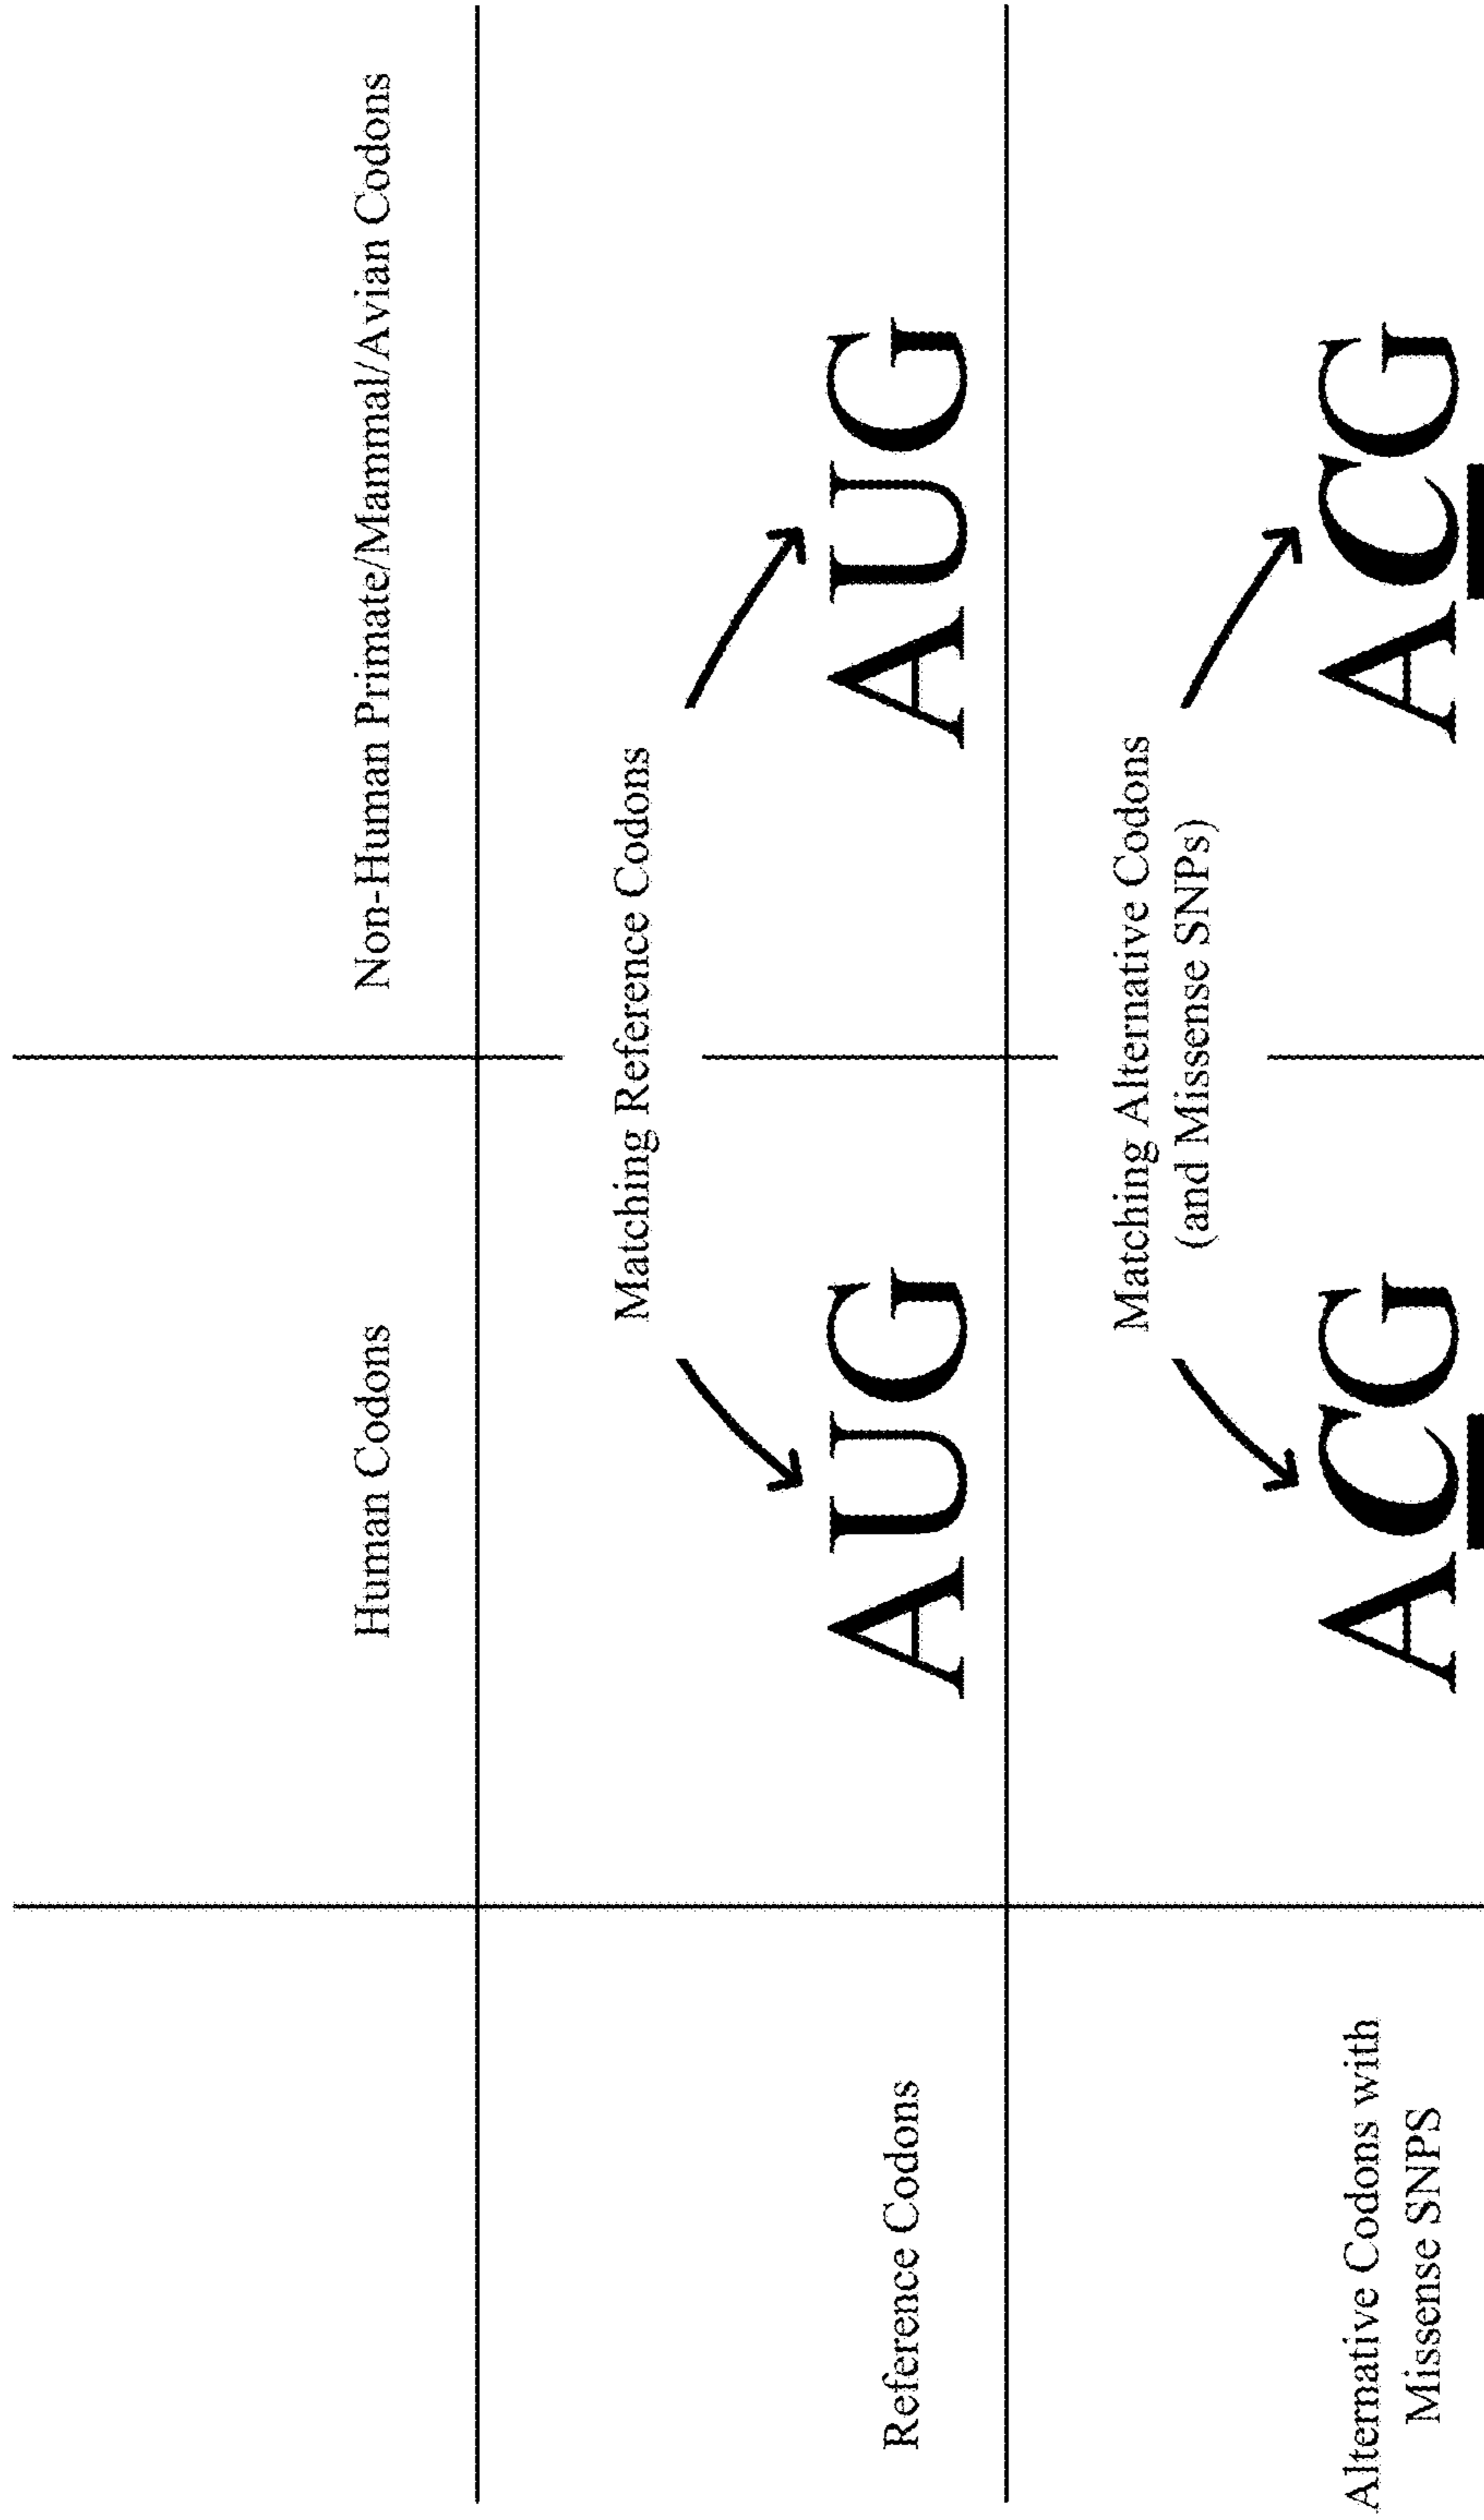 Human Codons
Non-Human Primate/Mammal/Avian Codons
Matching Reference Codons
Reference Codons
AUG
AUG
Matching Alternative Codons
(and Missense SNPs)
Alternative Codons with
Missense SNPS
ACG
ACG